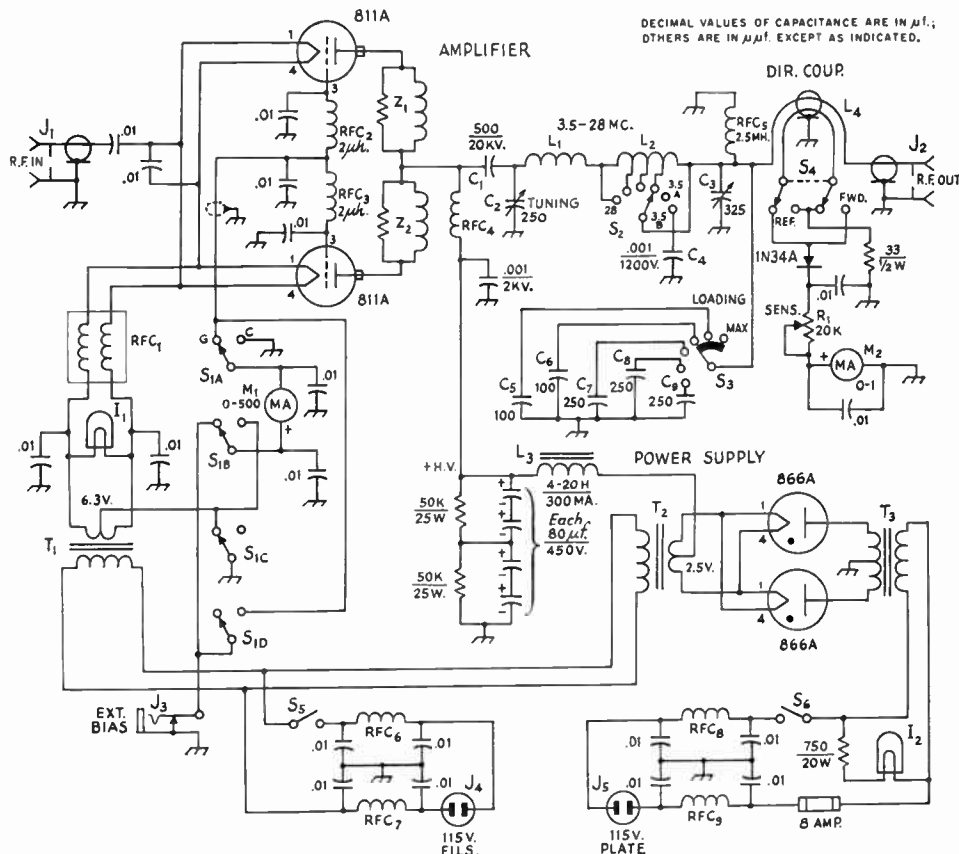 811A
AMPLIFIER
DECIMAL VALUES OF CAPACITANCE ARE IN µf.;
OTHERS ARE IN µµf. EXCEPT AS INDICATED.
DIR. COUP.
J1
R.F. IN
.01
.01
1
4
3
.01
RFC2
2µh.
.01
RFC3
2µh.
.01
3
1
4
811A
Z1
Z2
500
20KV.
C1
RFC4
.001
2KV.
C2
TUNING
250
3.5-28 MC.
L1
L2
28
S2
3.5
A
3.5
B
.001
1200V.
C4
RFC5
2.5MH.
C3
325
L4
J2
R.F. OUT
S4
REF.
FWD.
1N34A
33
1/2 W
.01
SENS.
R1
20K
+
MA
M2
0-1
.01
LOADING
MAX
S3
C5
100
C6
100
C7
250
C8
250
C9
250
RFC1
I1
.01
.01
6.3V.
T1
G
C
S1A
M1
0-500
MA
+
.01
S1B
.01
S1C
S1D
J3
EXT.
BIAS
+H.V.
50K
25W
50K
25W.
+
+
-
-
+
+
-
Each
80µf.
450V.
L3
4-20H
300MA.
POWER SUPPLY
T2
2.5V.
866A
1
4
1
4
866A
T3
S5
.01
RFC6
.01
.01
.01
RFC7
J4
115V.
FILS.
J5
115V.
PLATE
.01
RFC8
.01
.01
.01
RFC9
S6
750
20W
I2
8 AMP.